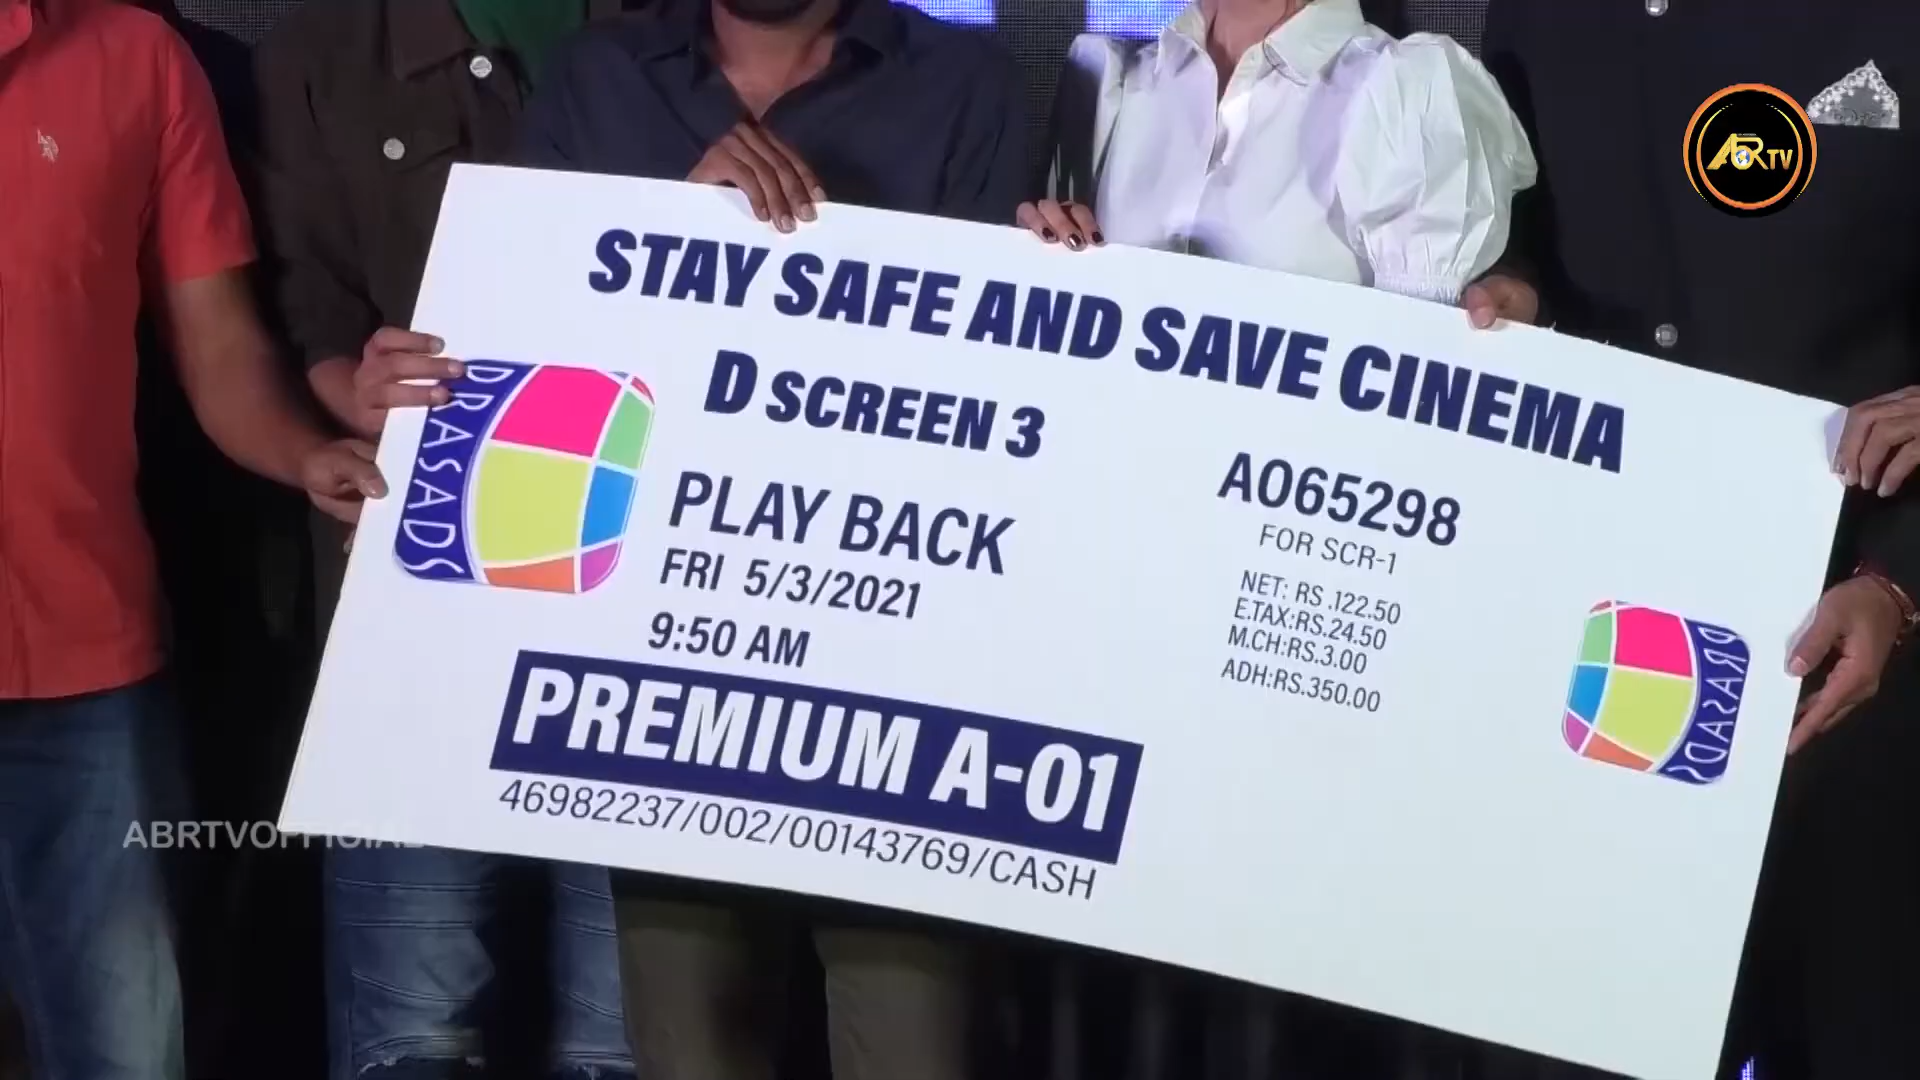 STAY SAFE AND SAVE CINEMA
D SCREEN 3
PLAY BACK
FRI 5/3/2021
9:50 AM
PREMIUM A-01
46982237/002/00143769/CASH
AO65298
FOR SCR-1
NET: RS .122.50
E.TAX:RS.24.50
M.CH:RS.3.00
ADH:RS.350.00
PRASADS
PRASADS
ABR TV
ABRTVOFFICIAL